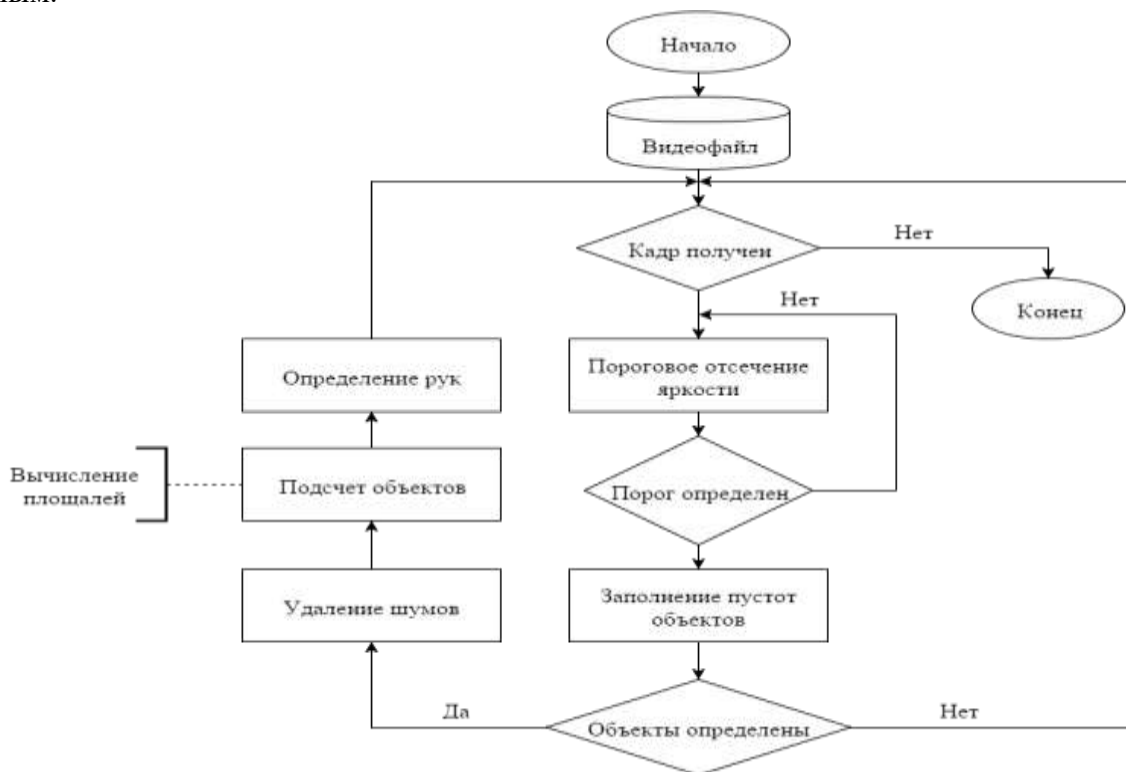 Начало
Видеофайл
Кадр получен
Нет
Конец
Нет
Пороговое отсечение
яркости
Порог определен
Заполнение пустот
объектов
Объекты определены
Да
Нет
Удаление шумов
Подсчет объектов
Вычисление
площалей
Определение рук